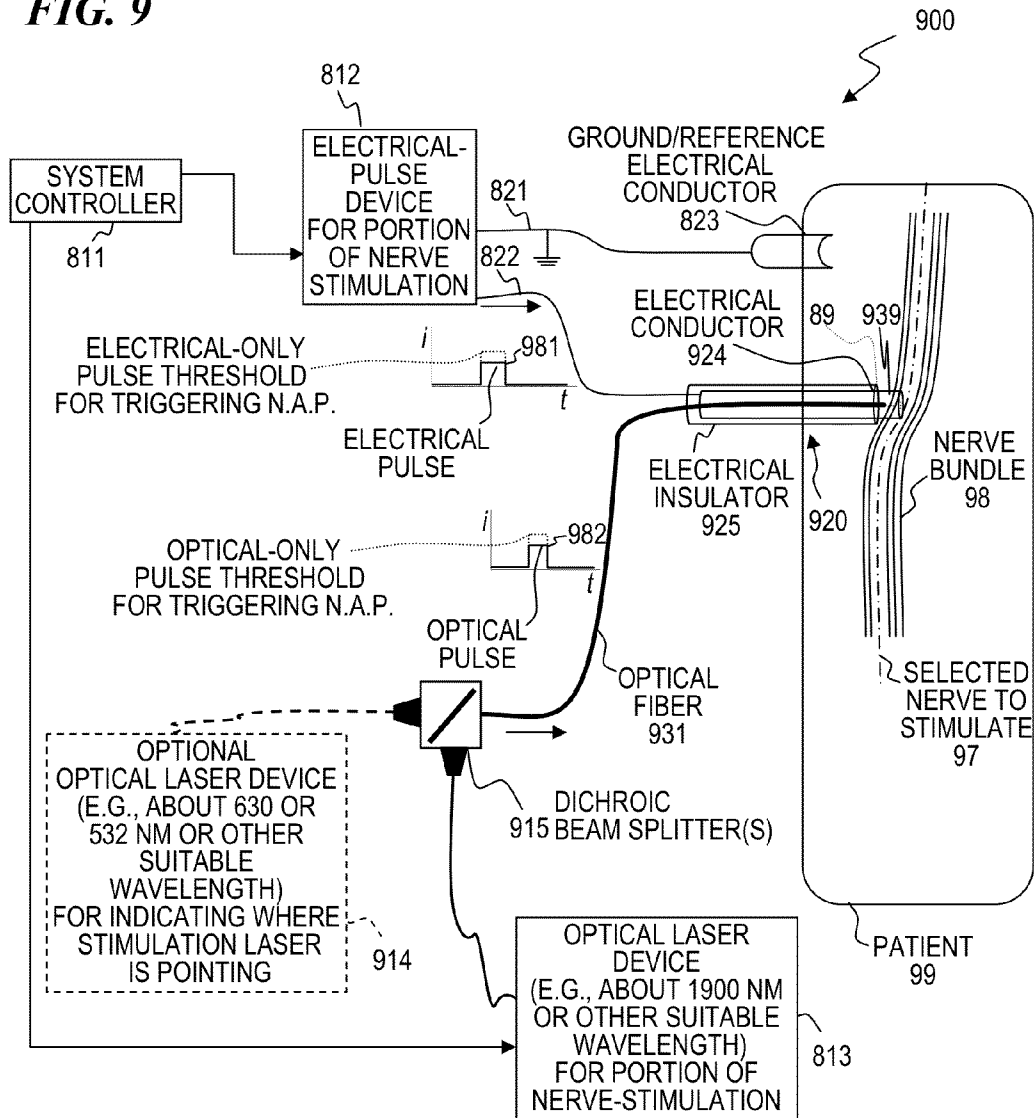 FIG. 9
900
812
ELECTRICAL-
PULSE
DEVICE
FOR PORTION
OF NERVE
STIMULATION
SYSTEM
CONTROLLER
811
821
822
GROUND/REFERENCE
ELECTRICAL
CONDUCTOR
823
ELECTRICAL
CONDUCTOR
924
89
939
ELECTRICAL-ONLY
PULSE THRESHOLD
FOR TRIGGERING N.A.P.
i
981
t
ELECTRICAL
PULSE
ELECTRICAL
INSULATOR
925
920
NERVE
BUNDLE
98
OPTICAL-ONLY
PULSE THRESHOLD
FOR TRIGGERING N.A.P.
i
982
t
OPTICAL
PULSE
OPTICAL
FIBER
931
SELECTED
NERVE TO
STIMULATE
97
OPTIONAL
OPTICAL LASER DEVICE
(E.G., ABOUT 630 OR
532 NM OR OTHER
SUITABLE
WAVELENGTH)
FOR INDICATING WHERE
STIMULATION LASER
IS POINTING
914
DICHROIC
915 BEAM SPLITTER(S)
OPTICAL LASER
DEVICE
(E.G., ABOUT 1900 NM
OR OTHER SUITABLE
WAVELENGTH)
FOR PORTION OF
NERVE-STIMULATION
813
PATIENT
99